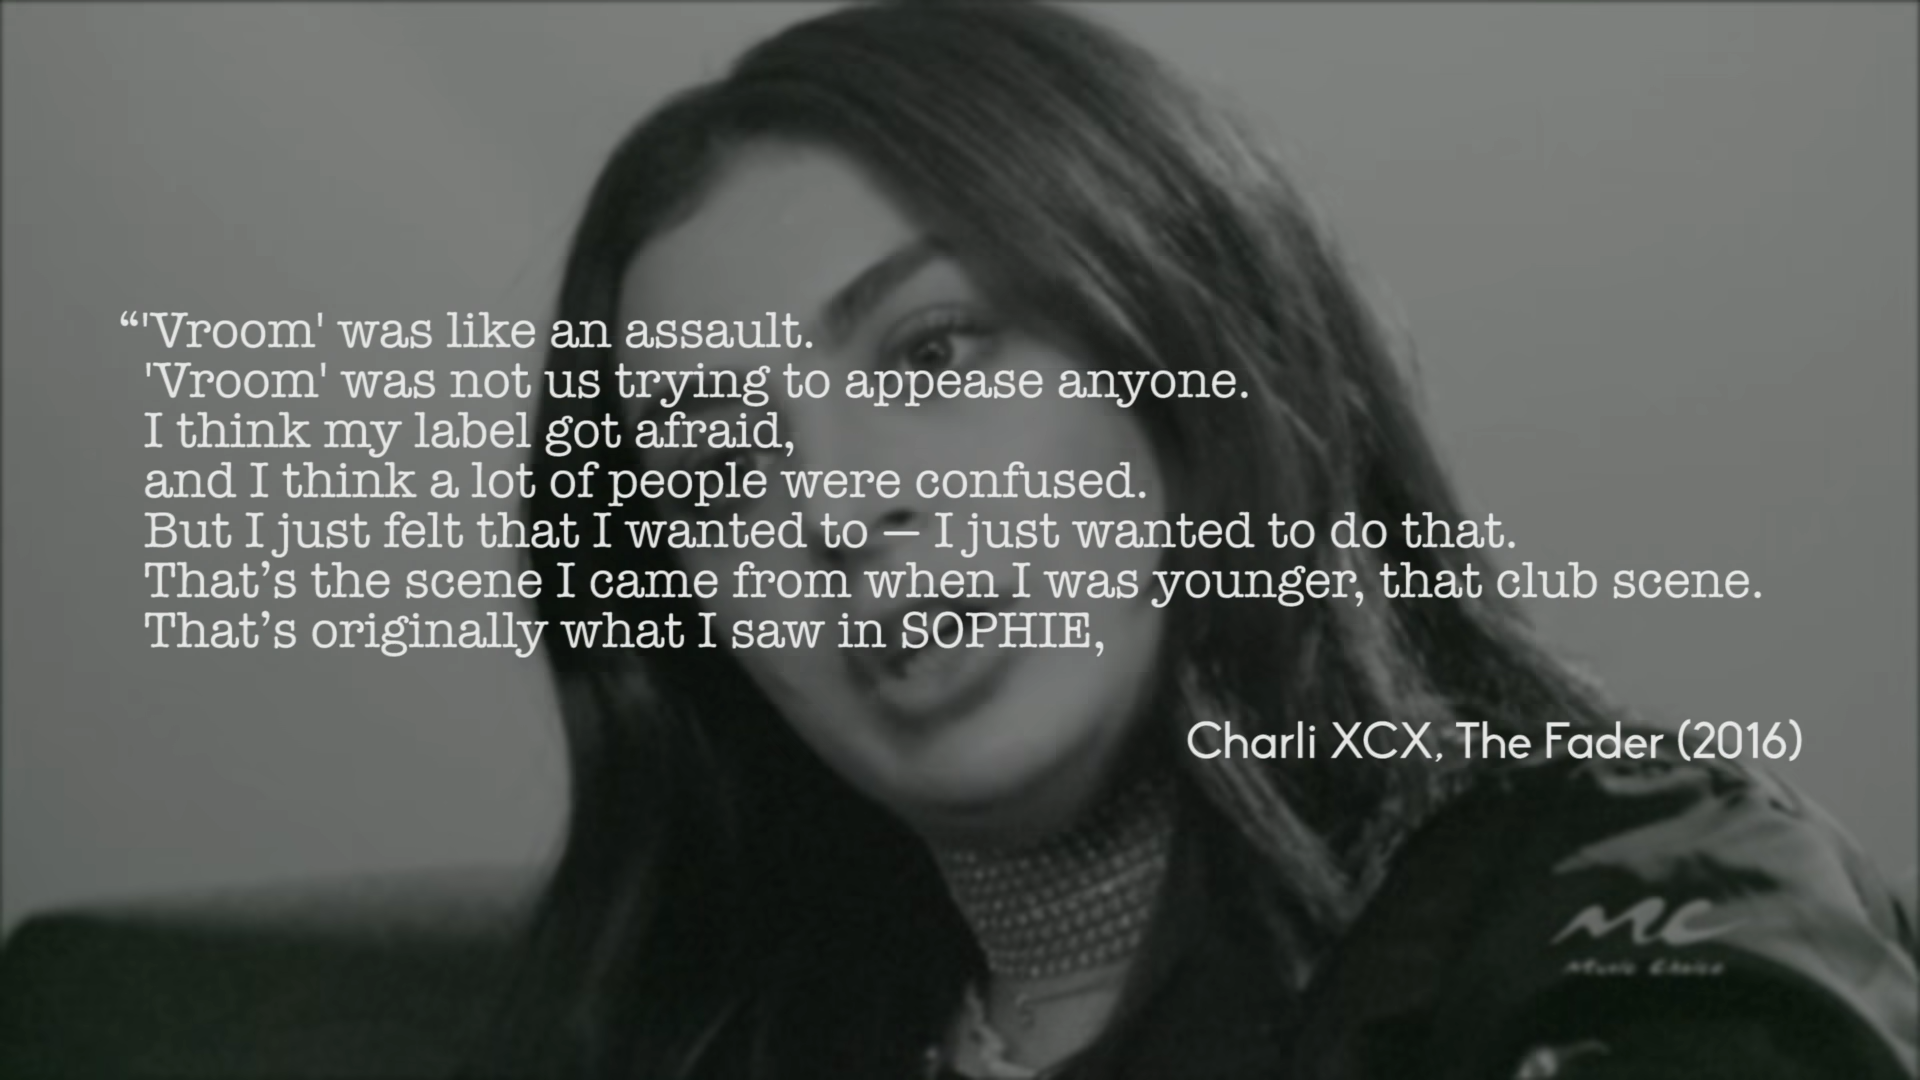 “'Vroom' was like an assault.
'Vroom' was not us trying to appease anyone.
I think my label got afraid,
and I think a lot of people were confused.
But I just felt that I wanted to — I just wanted to do that.
That’s the scene I came from when I was younger, that club scene.
That’s originally what I saw in SOPHIE,
Charli XCX, The Fader (2016)
MC
Music Choice